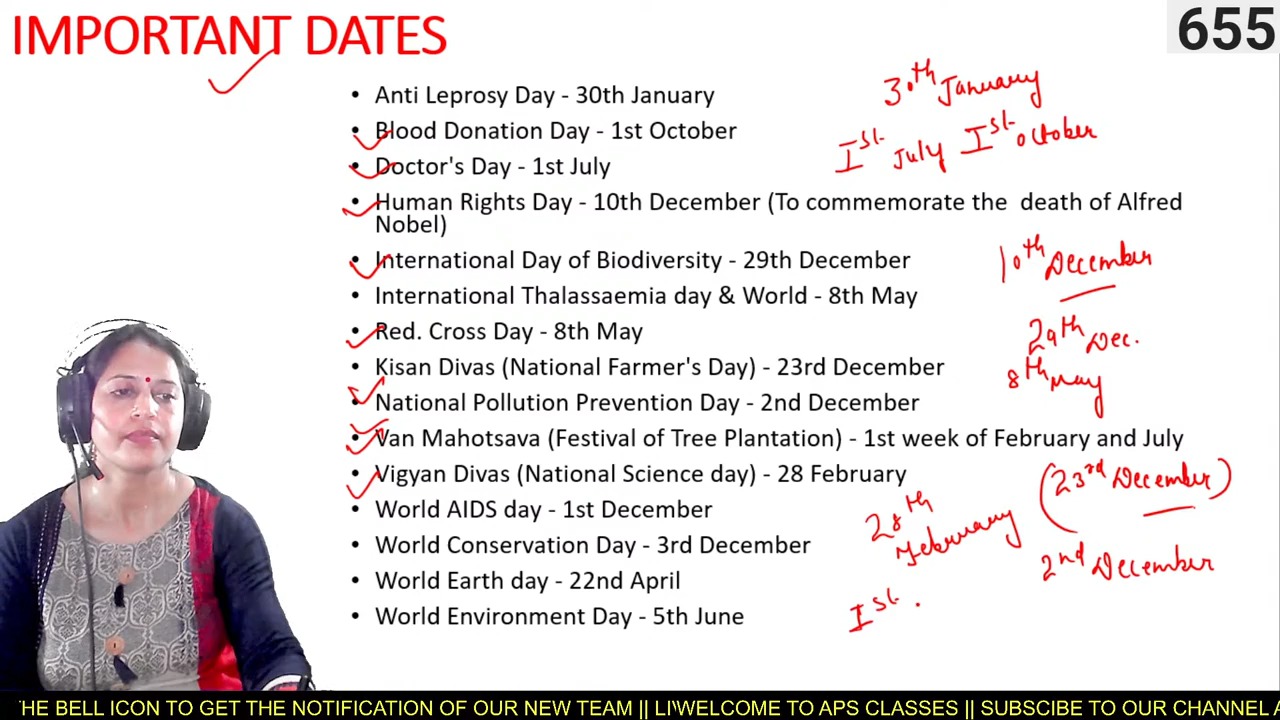 IMPORTANT DATES
655
• Anti Leprosy Day - 30th January
30th January
• Blood Donation Day - 1st October
Ist July Ist October
• Doctor's Day - 1st July
• Human Rights Day - 10th December (To commemorate the death of Alfred
Nobel)
• International Day of Biodiversity - 29th December
10th December
• International Thalassaemia day & World - 8th May
• Red. Cross Day - 8th May
29th Dec.
• Kisan Divas (National Farmer's Day) - 23rd December
8th May
• National Pollution Prevention Day - 2nd December
• Van Mahotsava (Festival of Tree Plantation) - 1st week of February and July
• Vigyan Divas (National Science day) - 28 February
(23rd December)
• World AIDS day - 1st December
28th February
• World Conservation Day - 3rd December
2nd December
• World Earth day - 22nd April
• World Environment Day - 5th June
Ist .
HE BELL ICON TO GET THE NOTIFICATION OF OUR NEW TEAM || LI\WELCOME TO APS CLASSES || SUBSCIBE TO OUR CHANNEL A